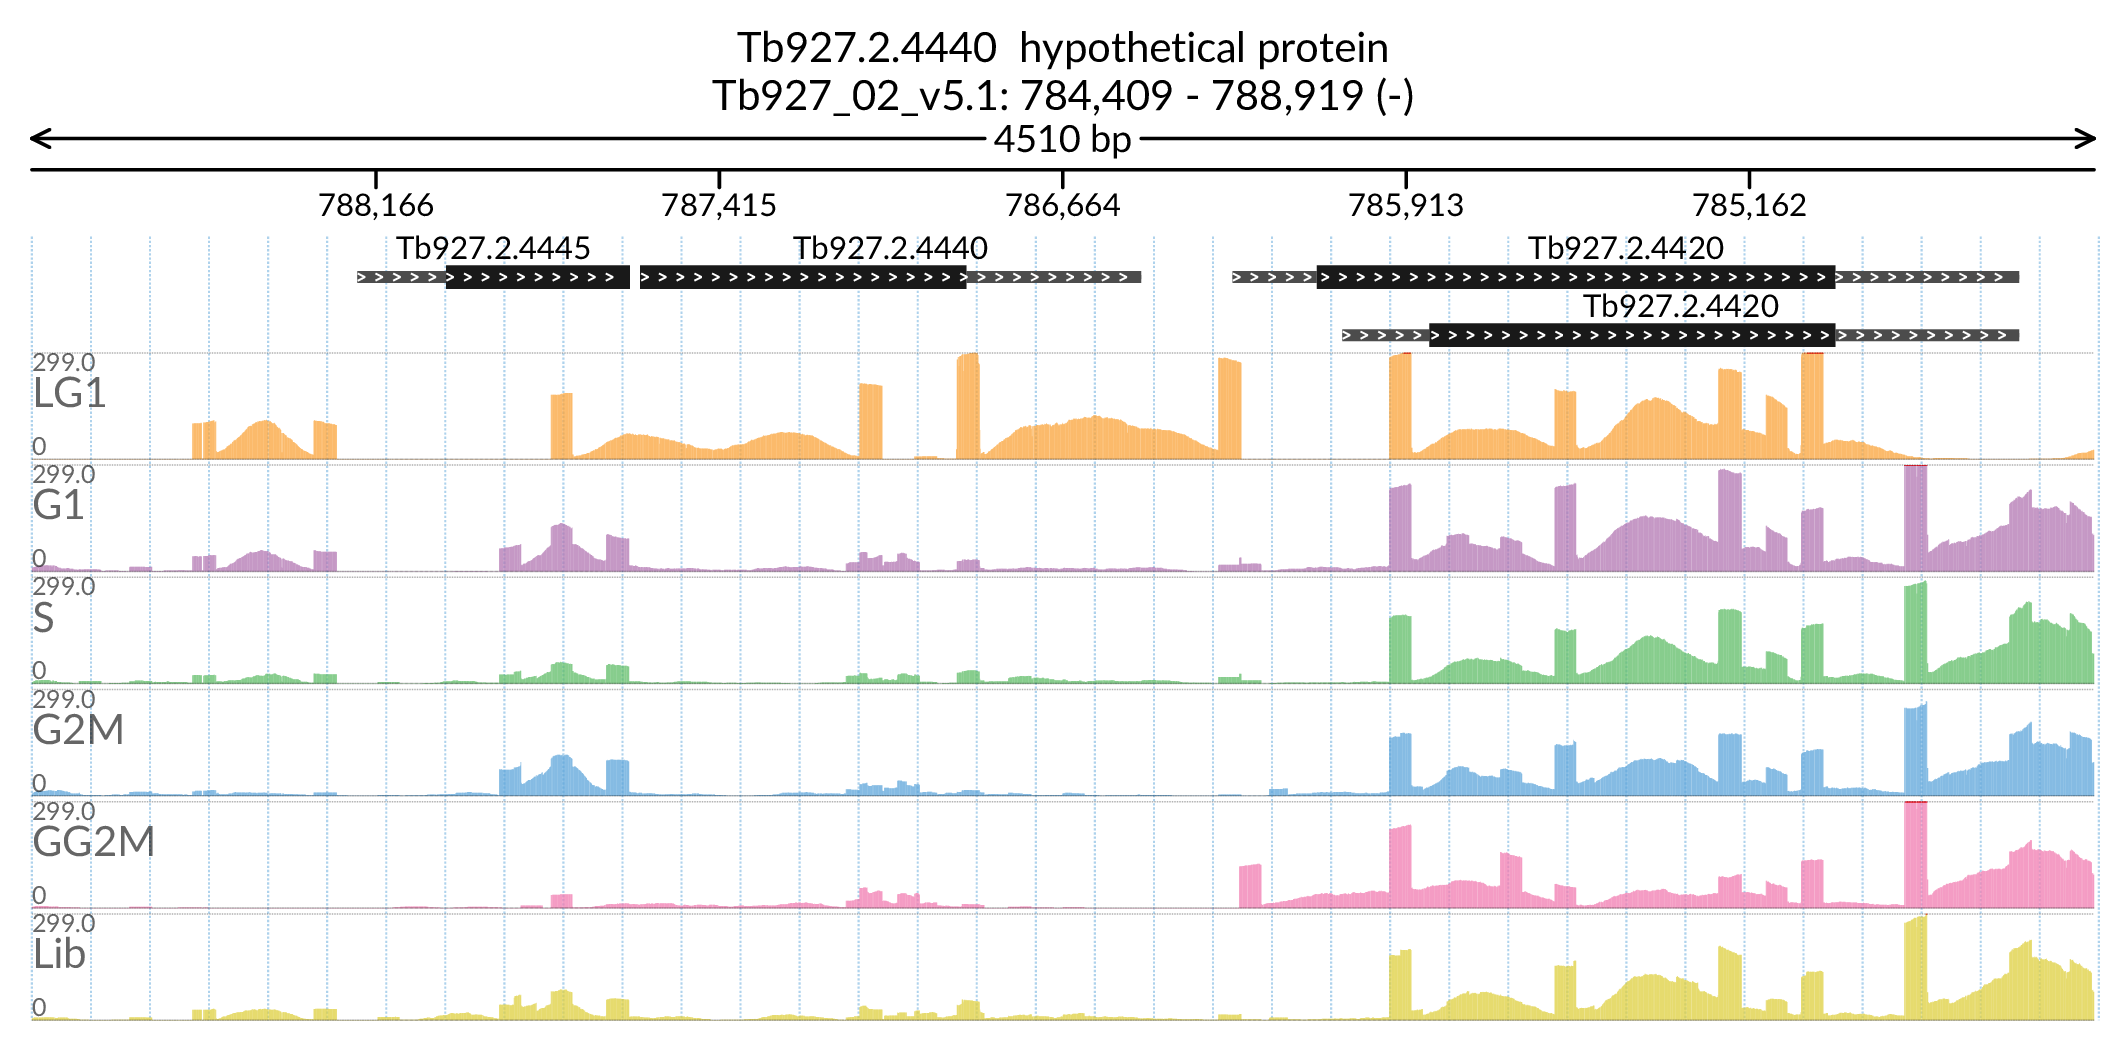 Tb927.2.4440  hypothetical protein
Tb927_02_v5.1: 784,409 - 788,919 (-)
4510 bp
788,166 787,415 786,664 785,913 785,162
Tb927.2.4445 Tb927.2.4440 Tb927.2.4420
Tb927.2.4420
299.0
LG1
0
299.0
G1
0
299.0
S
0
299.0
G2M
0
299.0
GG2M
0
299.0
Lib
0